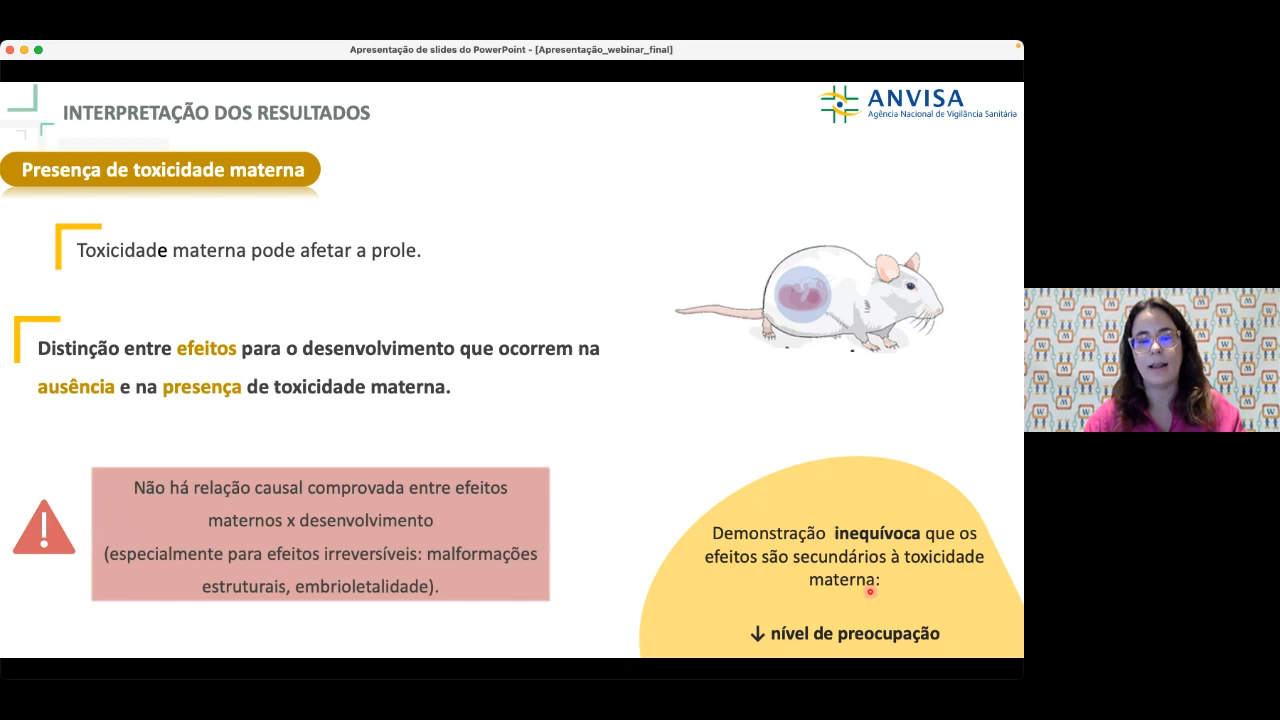 Apresentação de slides do PowerPoint - [Apresentação_webinar_final]
INTERPRETAÇÃO DOS RESULTADOS
ANVISA
Agência Nacional de Vigilância Sanitária
Presença de toxicidade materna
Toxicidade materna pode afetar a prole.
Distinção entre efeitos para o desenvolvimento que ocorrem na
ausência e na presença de toxicidade materna.
Não há relação causal comprovada entre efeitos
maternos x desenvolvimento
(especialmente para efeitos irreversíveis: malformações
estruturais, embrioletalidade).
Demonstração inequívoca que os
efeitos são secundários à toxicidade
materna:
↓ nível de preocupação